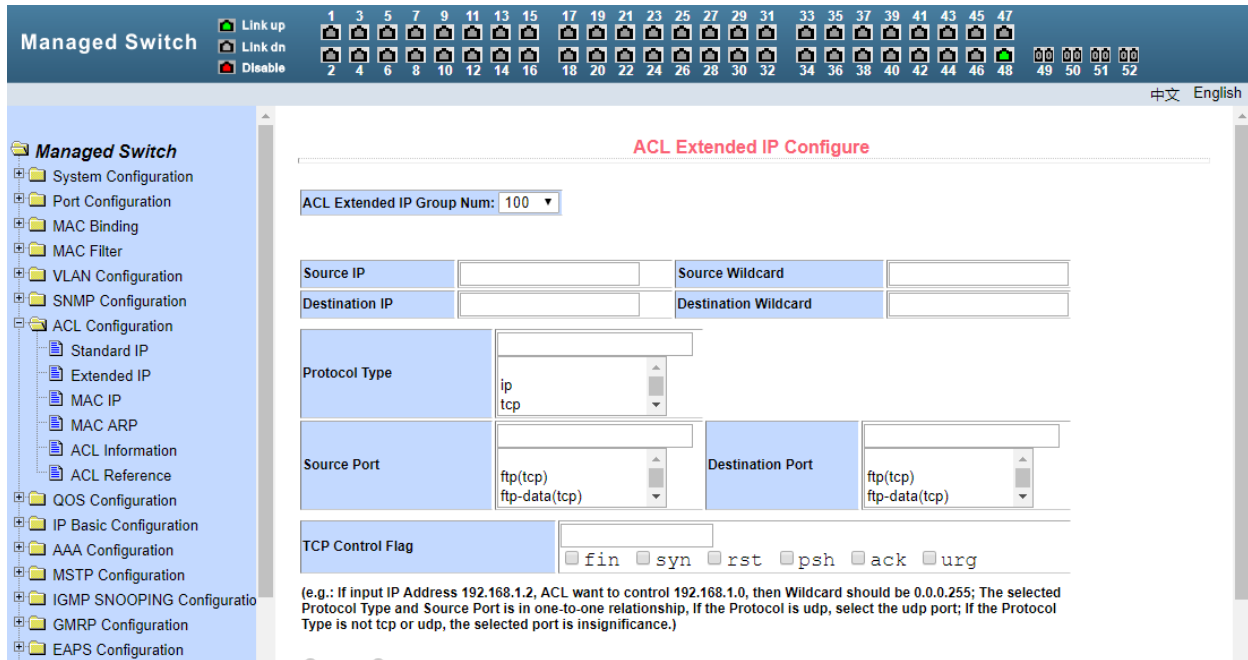 Managed Switch
Link up
Link dn
Disable
1 3 5 7 9 11 13 15 17 19 21 23 25 27 29 31 33 35 37 39 41 43 45 47
2 4 6 8 10 12 14 16 18 20 22 24 26 28 30 32 34 36 38 40 42 44 46 48 49 50 51 52
中文 English
Managed Switch
System Configuration
Port Configuration
MAC Binding
MAC Filter
VLAN Configuration
SNMP Configuration
ACL Configuration
Standard IP
Extended IP
MAC IP
MAC ARP
ACL Information
ACL Reference
QOS Configuration
IP Basic Configuration
AAA Configuration
MSTP Configuration
IGMP SNOOPING Configuratio
GMRP Configuration
EAPS Configuration
ACL Extended IP Configure
ACL Extended IP Group Num: 100
Source IP Source Wildcard
Destination IP Destination Wildcard
Protocol Type
ip
tcp
Source Port
ftp(tcp)
ftp-data(tcp)
Destination Port
ftp(tcp)
ftp-data(tcp)
TCP Control Flag
fin syn rst psh ack urg
(e.g.: If input IP Address 192.168.1.2, ACL want to control 192.168.1.0, then Wildcard should be 0.0.0.255; The selected
Protocol Type and Source Port is in one-to-one relationship, If the Protocol is udp, select the udp port; If the Protocol
Type is not tcp or udp, the selected port is insignificance.)